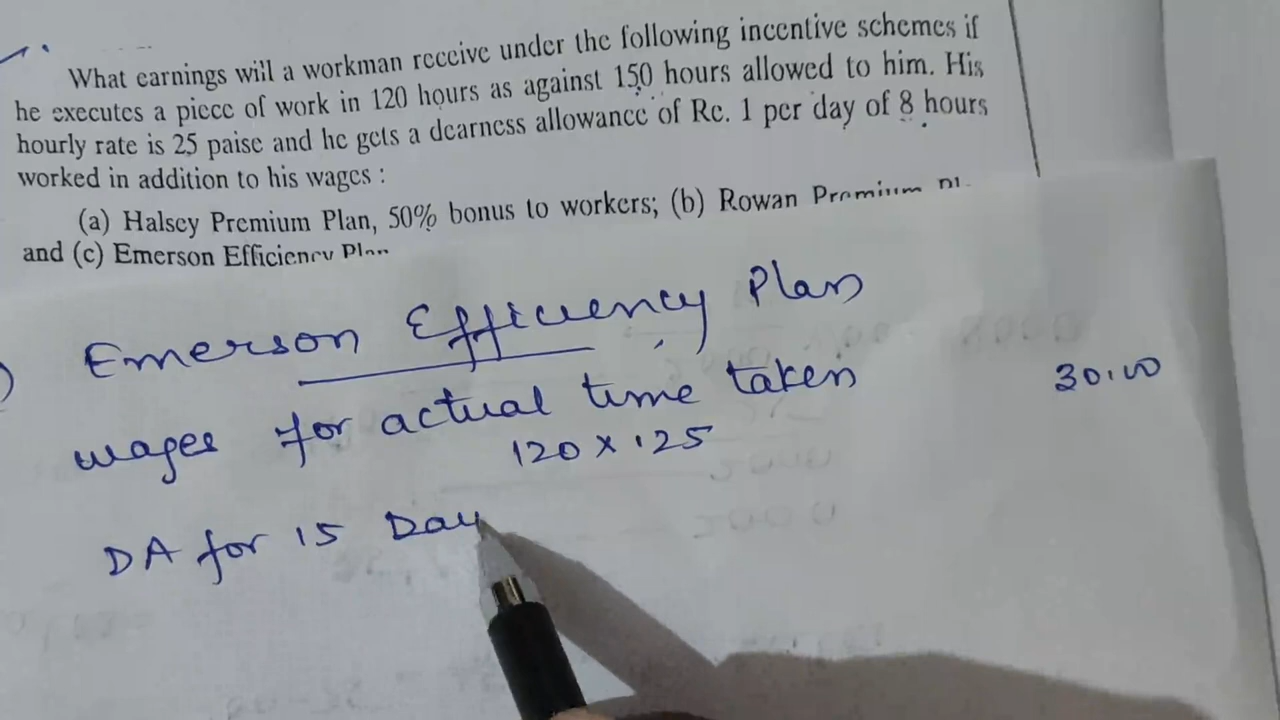 What earnings will a workman receive under the following incentive schemes if
he executes a piece of work in 120 hours as against 150 hours allowed to him. His
hourly rate is 25 paise and he gets a dearness allowance of Re. 1 per day of 8 hours
worked in addition to his wages :
(a) Halsey Premium Plan, 50% bonus to workers; (b) Rowan Premium
and (c) Emerson Efficiency Plan
Emerson Efficiency Plan
wages for actual time taken 30.00
120 × .25
DA for 15 Day